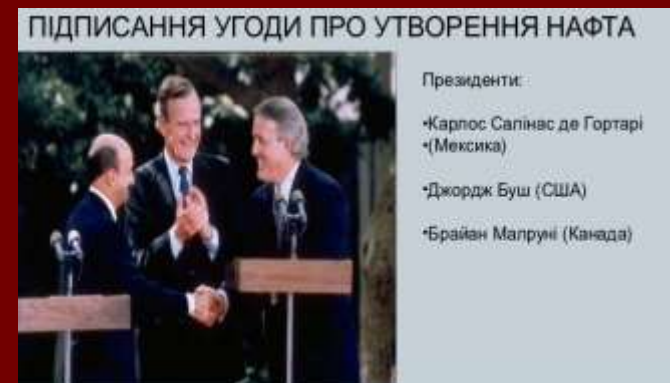 ПІДПИСАННЯ УГОДИ ПРО УТВОРЕННЯ НАФТА
Президенти:
•Карлос Салінас де Гортарі
•(Мексика)
•Джордж Буш (США)
•Брайан Малруні (Канада)